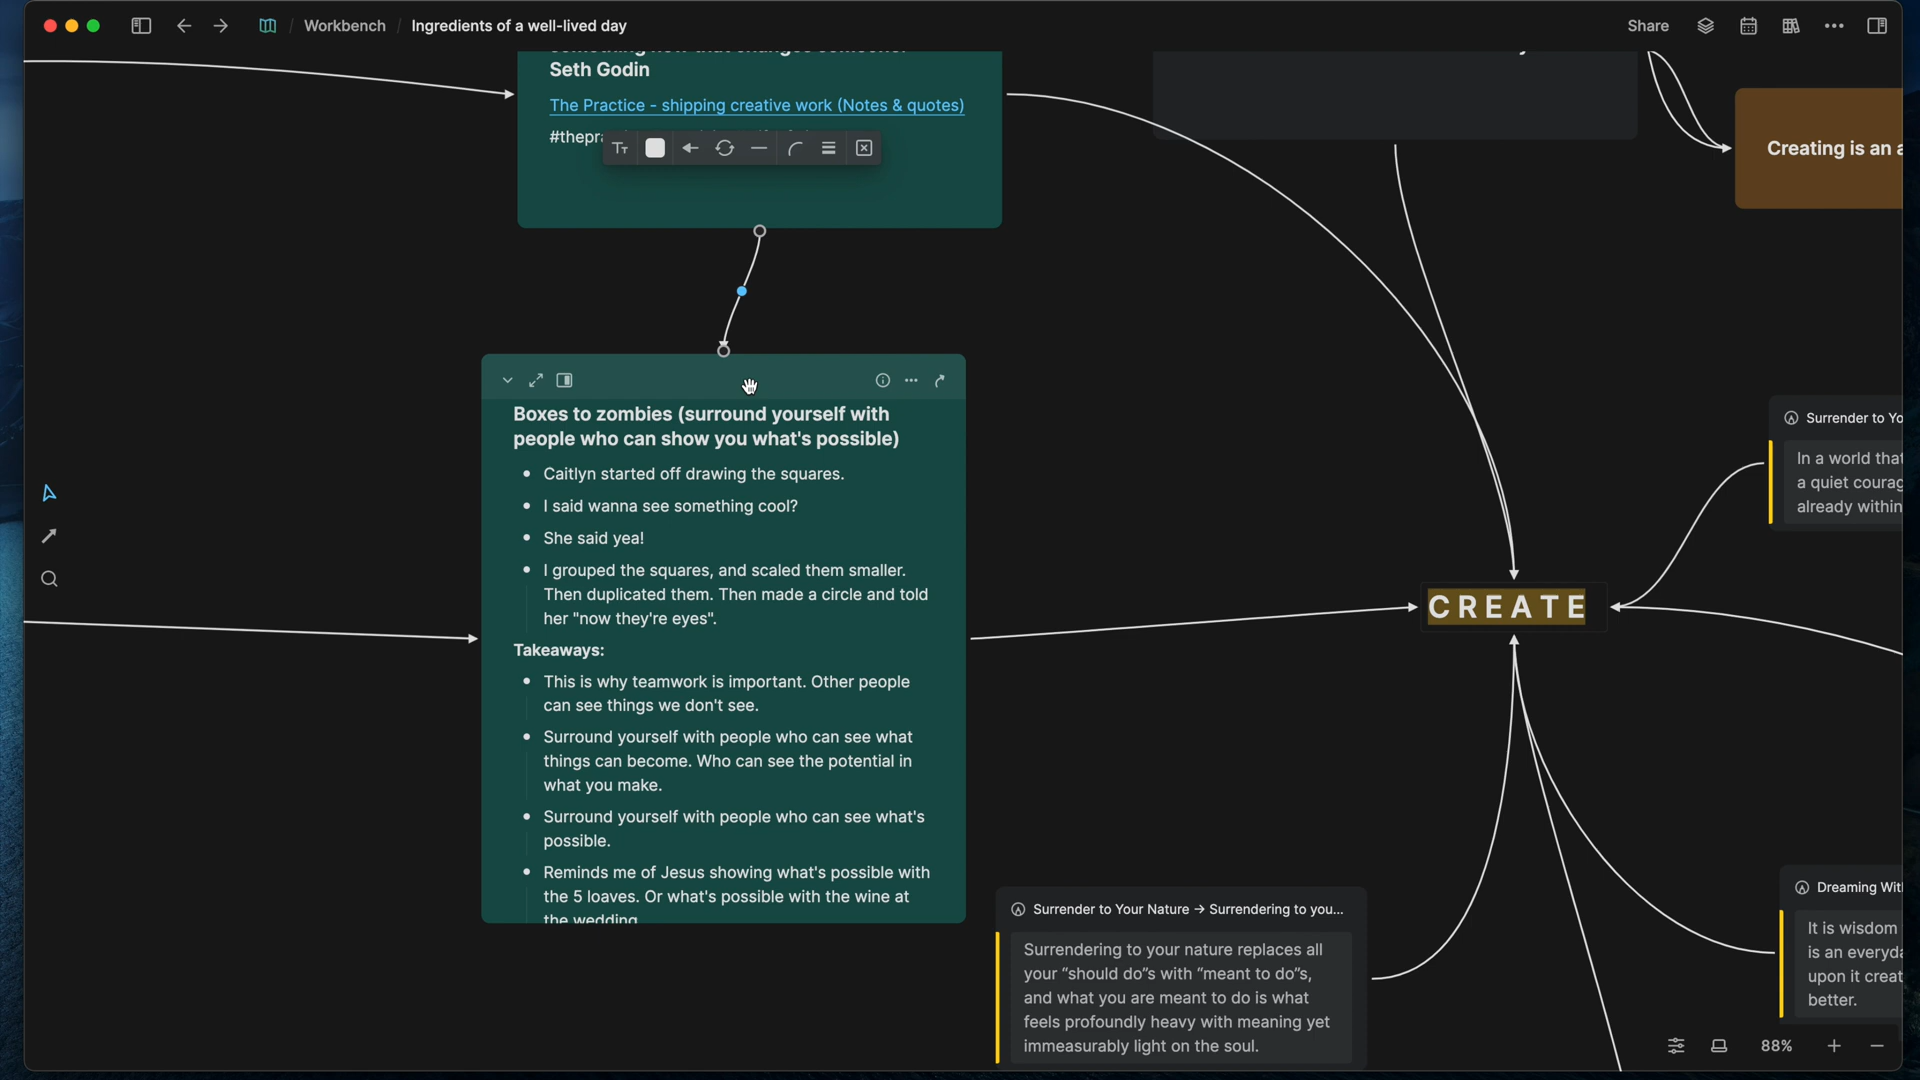 Workbench / Ingredients of a well-lived day
Share
Seth Godin
The Practice - shipping creative work (Notes & quotes)
Creating is an a
Boxes to zombies (surround yourself with
people who can show you what's possible)
• Caitlyn started off drawing the squares.
• I said wanna see something cool?
• She said yea!
• I grouped the squares, and scaled them smaller.
Then duplicated them. Then made a circle and told
her "now they're eyes".
Takeaways:
• This is why teamwork is important. Other people
can see things we don't see.
• Surround yourself with people who can see what
things can become. Who can see the potential in
what you make.
• Surround yourself with people who can see what's
possible.
• Reminds me of Jesus showing what's possible with
the 5 loaves. Or what's possible with the wine at
the wedding
CREATE
Surrender to Yo
In a world that
a quiet courag
already within
Surrender to Your Nature → Surrendering to you...
Surrendering to your nature replaces all
your “should do”s with “meant to do”s,
and what you are meant to do is what
feels profoundly heavy with meaning yet
immeasurably light on the soul.
Dreaming Wit
It is wisdom
is an everyda
upon it creat
better.
88%